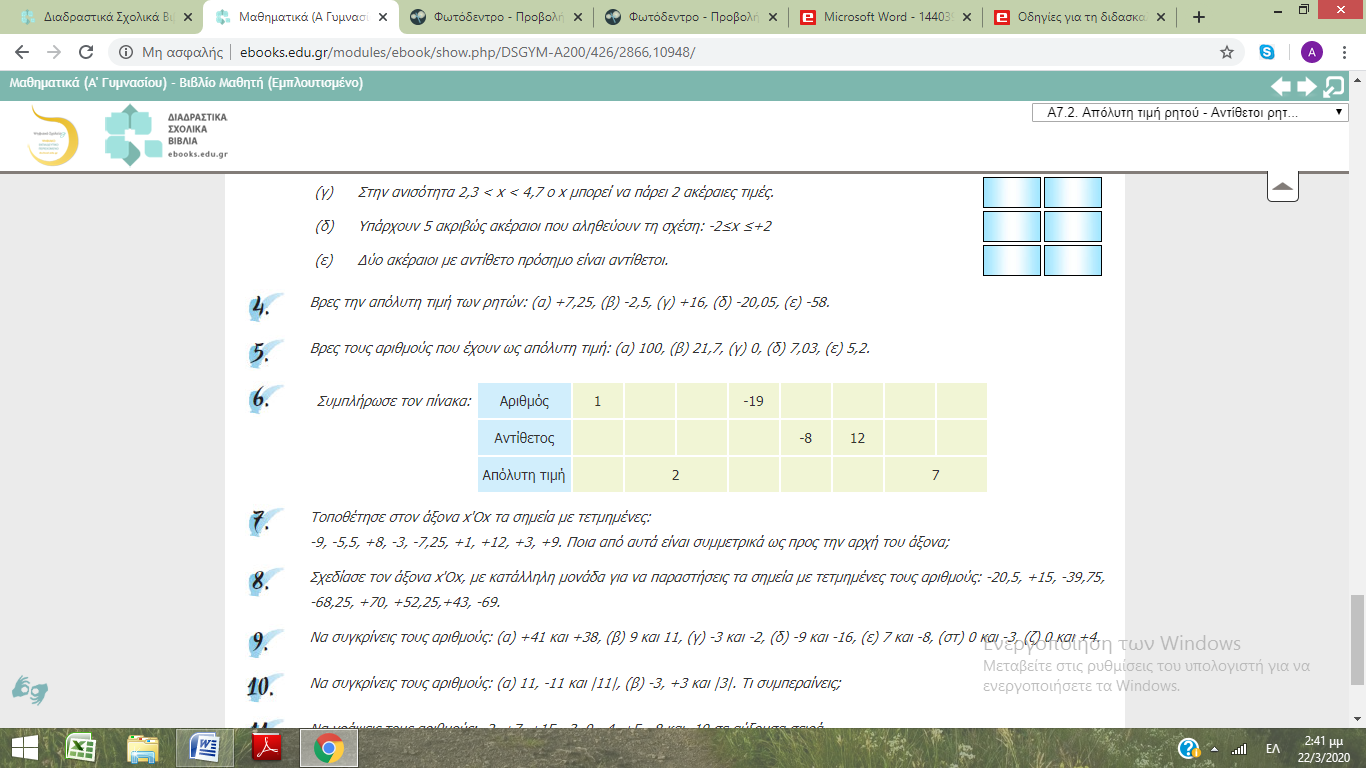 Διαδραστικά Σχολικά Βι
Μαθηματικά (Α Γυμνασί
Φωτόδεντρο - Προβολή
Φωτόδεντρο - Προβολή
Microsoft Word - 14403
Οδηγίες για τη διδασκα
Μη ασφαλής
ebooks.edu.gr/modules/ebook/show.php/DSGYM-A200/426/2866,10948/
A
Μαθηματικά (Α' Γυμνασίου) - Βιβλίο Μαθητή (Εμπλουτισμένο)
ΔΙΑΔΡΑΣΤΙΚΑ
ΣΧΟΛΙΚΑ
ΒΙΒΛΙΑ
ebooks.edu.gr
Α7.2. Απόλυτη τιμή ρητού - Αντίθετοι ρητ...
(γ) Στην ανισότητα 2,3 < x < 4,7 ο x μπορεί να πάρει 2 ακέραιες τιμές.
(δ) Υπάρχουν 5 ακριβώς ακέραιοι που αληθεύουν τη σχέση: -2≤x ≤+2
(ε) Δύο ακέραιοι με αντίθετο πρόσημο είναι αντίθετοι.
4. Βρες την απόλυτη τιμή των ρητών: (α) +7,25, (β) -2,5, (γ) +16, (δ) -20,05, (ε) -58.
5. Βρες τους αριθμούς που έχουν ως απόλυτη τιμή: (α) 100, (β) 21,7, (γ) 0, (δ) 7,03, (ε) 5,2.
6. Συμπλήρωσε τον πίνακα: Αριθμός 1 -19
Αντίθετος -8 12
Απόλυτη τιμή 2 7
7. Τοποθέτησε στον άξονα x'Ox τα σημεία με τετμημένες:
-9, -5,5, +8, -3, -7,25, +1, +12, +3, +9. Ποια από αυτά είναι συμμετρικά ως προς την αρχή του άξονα;
8. Σχεδίασε τον άξονα x'Ox, με κατάλληλη μονάδα για να παραστήσεις τα σημεία με τετμημένες τους αριθμούς: -20,5, +15, -39,75,
-68,25, +70, +52,25,+43, -69.
9. Να συγκρίνεις τους αριθμούς: (α) +41 και +38, (β) 9 και 11, (γ) -3 και -2, (δ) -9 και -16, (ε) 7 και -8, (στ) 0 και -3, (ζ) 0 και +4.
Ενεργοποίηση των Windows
Μεταβείτε στις ρυθμίσεις του υπολογιστή για να
ενεργοποιήσετε τα Windows.
10. Να συγκρίνεις τους αριθμούς: (α) 11, -11 και |11|, (β) -3, +3 και |3|. Τι συμπεραίνεις;
ΕΛ
2:41 μμ
22/3/2020